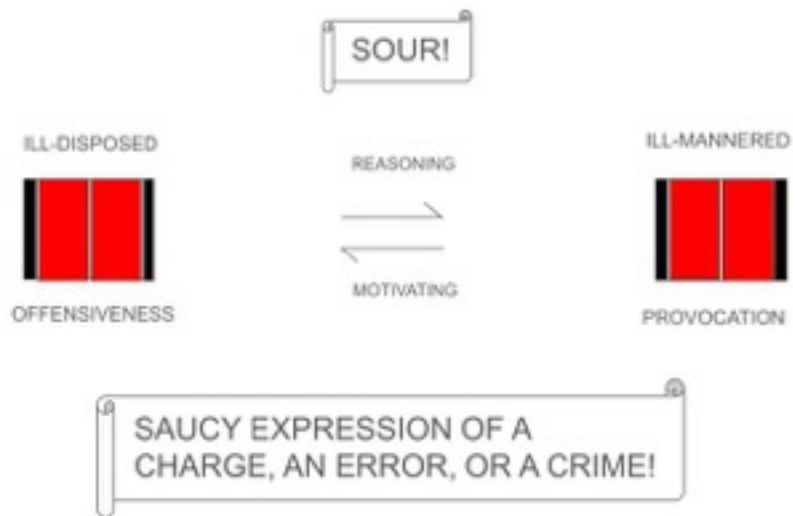 SOUR!
ILL-DISPOSED
ILL-MANNERED
REASONING
MOTIVATING
OFFENSIVENESS
PROVOCATION
SAUCY EXPRESSION OF A
CHARGE, AN ERROR, OR A CRIME!